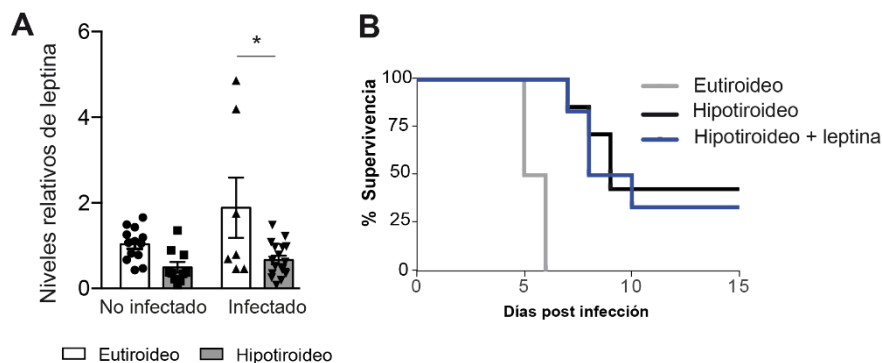 A
Niveles relativos de leptina
6
4
2
0
*
No infectado
Infectado
Eutiroideo
Hipotiroideo
B
% Supervivencia
100
75
50
25
0
0
5
10
15
Días post infección
Eutiroideo
Hipotiroideo
Hipotiroideo + leptina